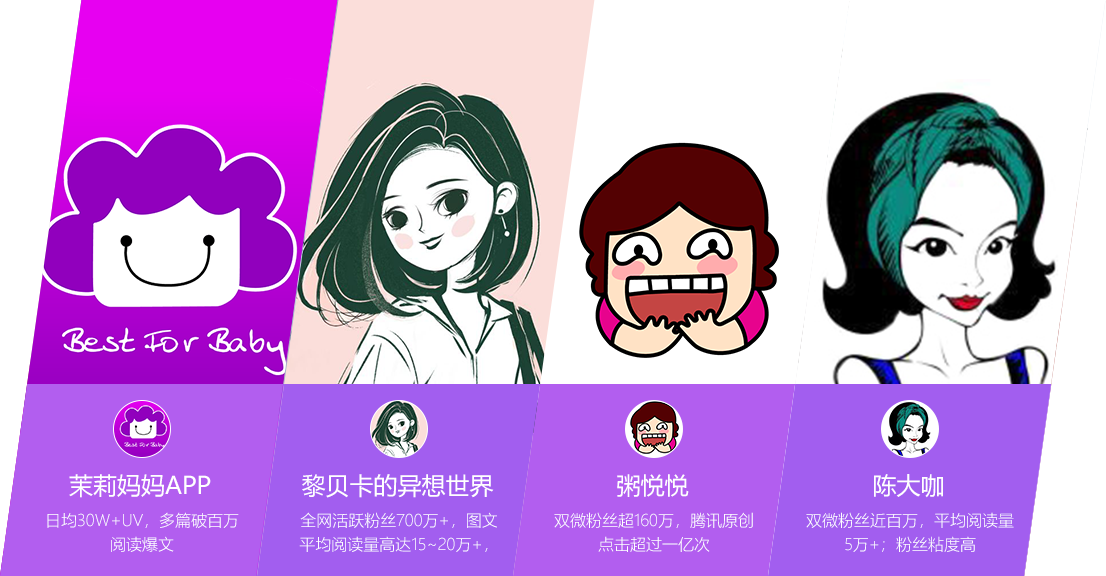 Best For Baby
Best For Baby
茉莉妈妈APP
日均30W+UV，多篇破百万
阅读爆文
黎贝卡的异想世界
全网活跃粉丝700万+，图文
平均阅读量高达15~20万+，
粥悦悦
双微粉丝超160万，腾讯原创
点击超过一亿次
陈大咖
双微粉丝近百万，平均阅读量
5万+；粉丝粘度高